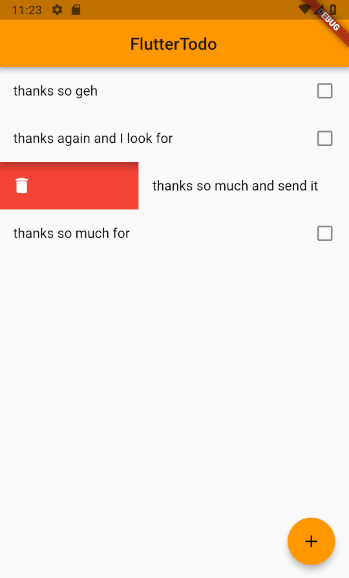 11:23
DEBUG
FlutterTodo
thanks so geh
thanks again and I look for
thanks so much and send it
thanks so much for